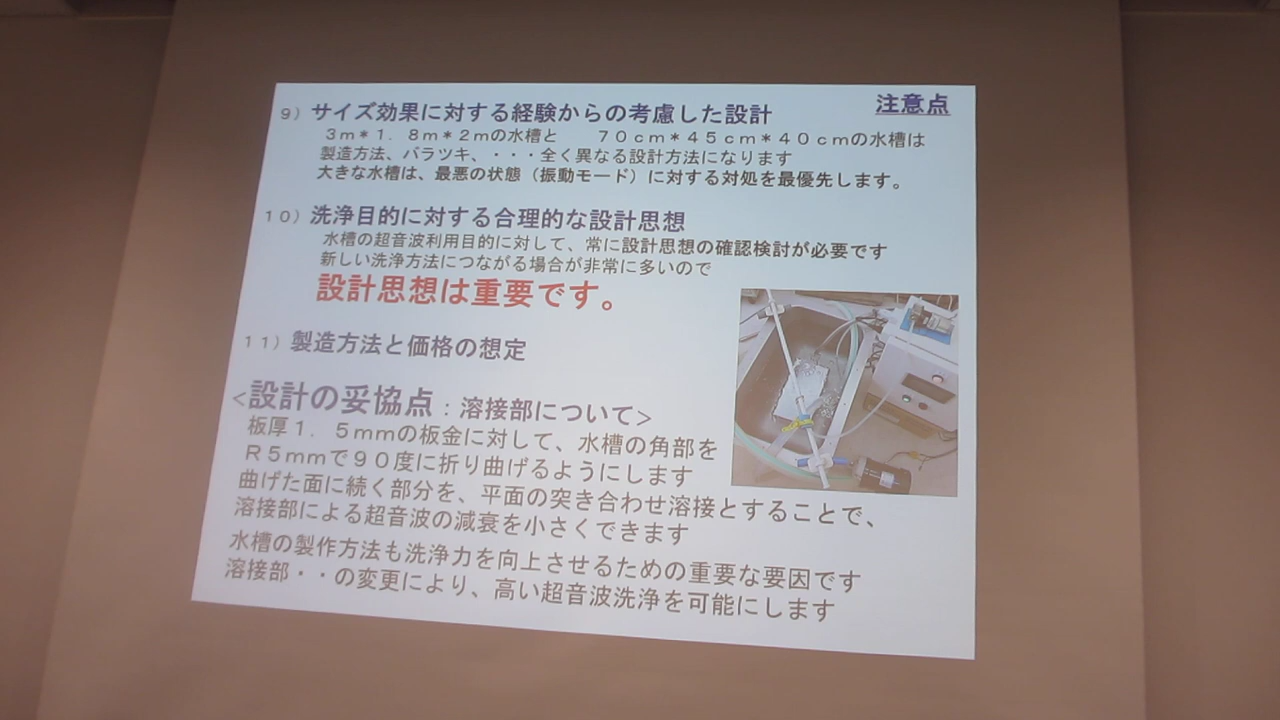 注意点
9）サイズ効果に対する経験からの考慮した設計
3m*1．8m*2mの水槽と　　70cm*45cm*40cmの水槽は
製造方法、バラツキ、・・・全く異なる設計方法になります
大きな水槽は、最悪の状態（振動モード）に対する対処を最優先します。
10）洗浄目的に対する合理的な設計思想
水槽の超音波利用目的に対して、常に設計思想の確認検討が必要です
新しい洗浄方法につながる場合が非常に多いので
設計思想は重要です。
11）製造方法と価格の想定
<設計の妥協点：溶接部について>
板厚1．5mmの板金に対して、水槽の角部を
R5mmで90度に折り曲げるようにします
曲げた面に続く部分を、平面の突き合わせ溶接とすることで、
溶接部による超音波の減衰を小さくできます
水槽の製作方法も洗浄力を向上させるための重要な要因です
溶接部・・の変更により、高い超音波洗浄を可能にします